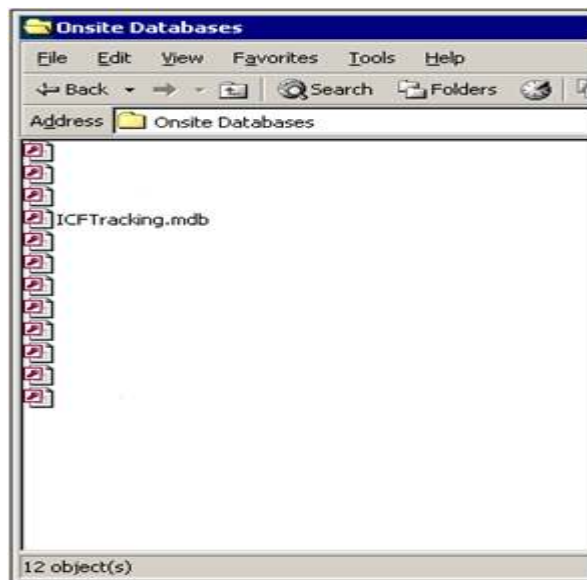 Onsite Databases
File Edit View Favorites Tools Help
Back Search Folders
Address Onsite Databases
ICFTracking.mdb
12 object(s)